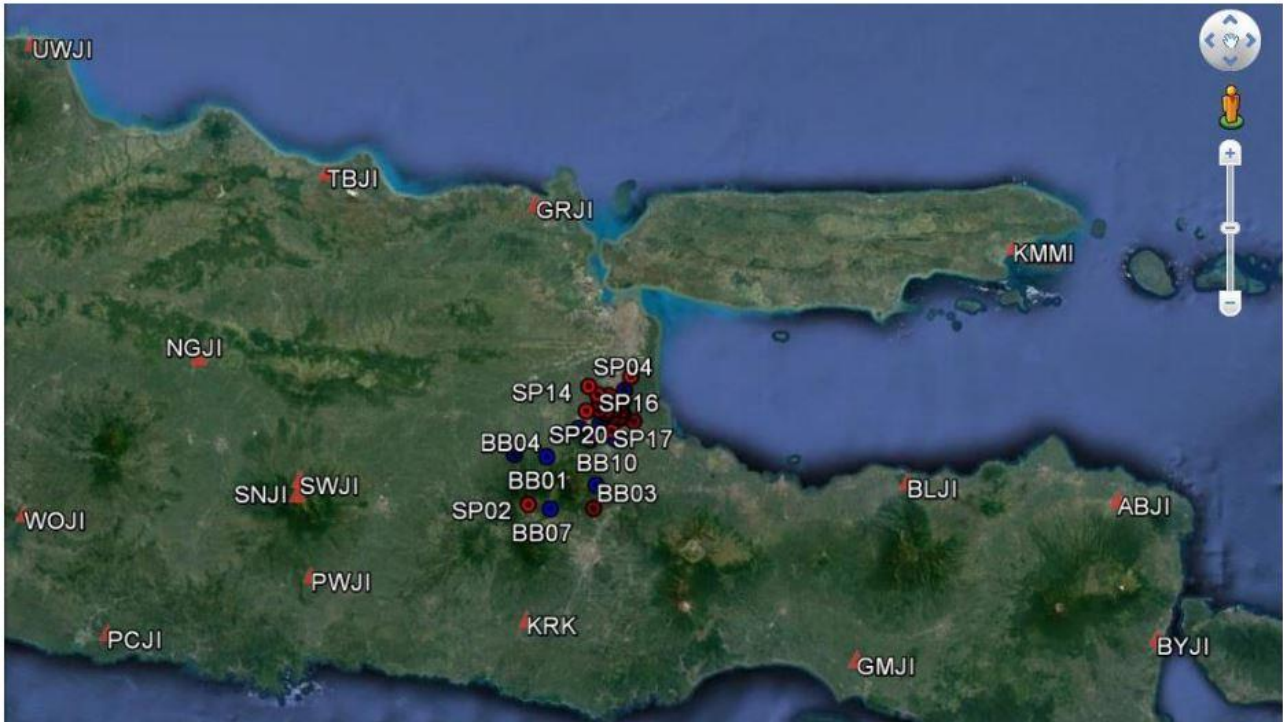 UWJI
TBJI
GRJI
KMMI
NGJI
SP04
SP14
SP16
SP20
SP17
BB04
BB10
BB01
SWJI
SNJI
BLJI
BB03
ABJI
SP02
WOJI
BB07
PWJI
KRK
PCJI
BYJI
GMJI